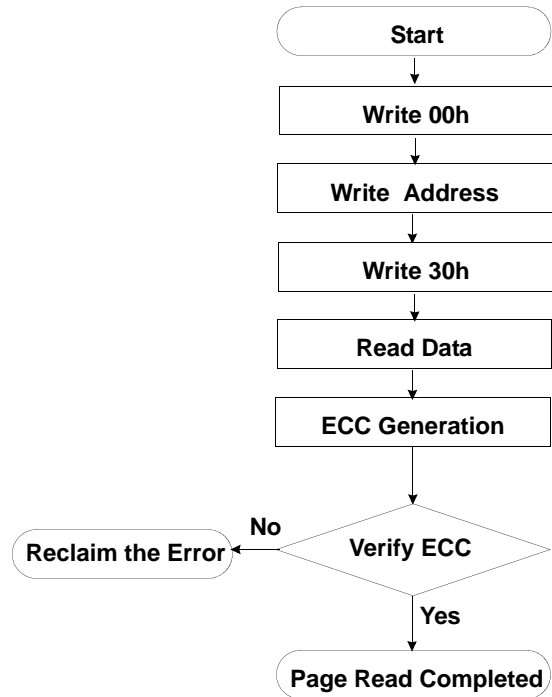 Start
Write 00h
Write Address
Write 30h
Read Data
ECC Generation
Verify ECC
No
Reclaim the Error
Yes
Page Read Completed